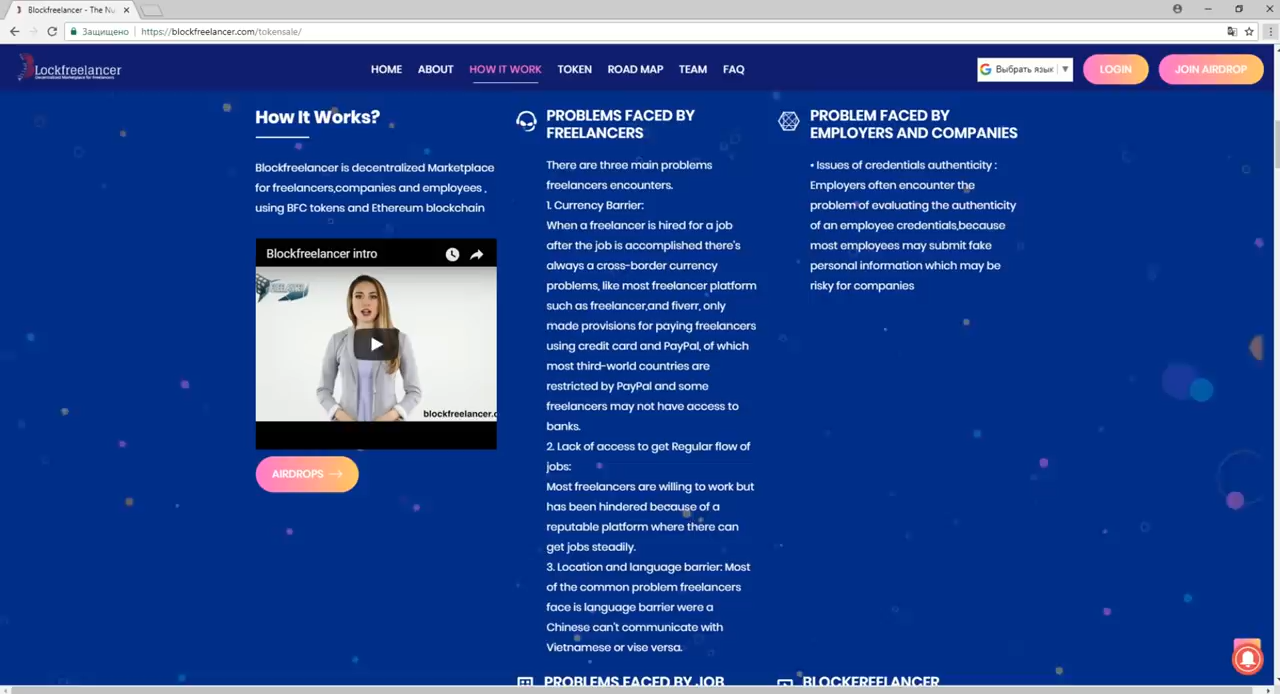 Blockfreelancer - The Nu
Защищено
https://blockfreelancer.com/tokensale/
Lockfreelancer
Decentralized Marketplace for Freelancers
HOME
ABOUT
HOW IT WORK
TOKEN
ROAD MAP
TEAM
FAQ
Выбрать язык
LOGIN
JOIN AIRDROP
How It Works?
Blockfreelancer is decentralized Marketplace
for freelancers,companies and employees ,
using BFC tokens and Ethereum blockchain
Blockfreelancer intro
blockfreelancer.c
AIRDROPS
PROBLEMS FACED BY
FREELANCERS
There are three main problems
freelancers encounters.
1. Currency Barrier:
When a freelancer is hired for a job
after the job is accomplished there's
always a cross-border currency
problems, like most freelancer platform
such as freelancer,and fiverr, only
made provisions for paying freelancers
using credit card and PayPal, of which
most third-world countries are
restricted by PayPal and some
freelancers may not have access to
banks.
2. Lack of access to get Regular flow of
jobs:
Most freelancers are willing to work but
has been hindered because of a
reputable platform where there can
get jobs steadily.
3. Location and language barrier: Most
of the common problem freelancers
face is language barrier were a
Chinese can't communicate with
Vietnamese or vise versa.
PROBLEM FACED BY
EMPLOYERS AND COMPANIES
• Issues of credentials authenticity :
Employers often encounter the
problem of evaluating the authenticity
of an employee credentials,because
most employees may submit fake
personal information which may be
risky for companies
PROBLEMS FACED BY JOB
BLOCKFREELANCER